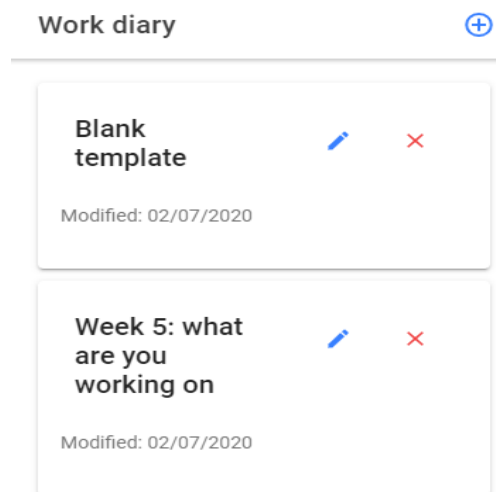 Work diary
Blank
template
Modified: 02/07/2020
Week 5: what
are you
working on
Modified: 02/07/2020